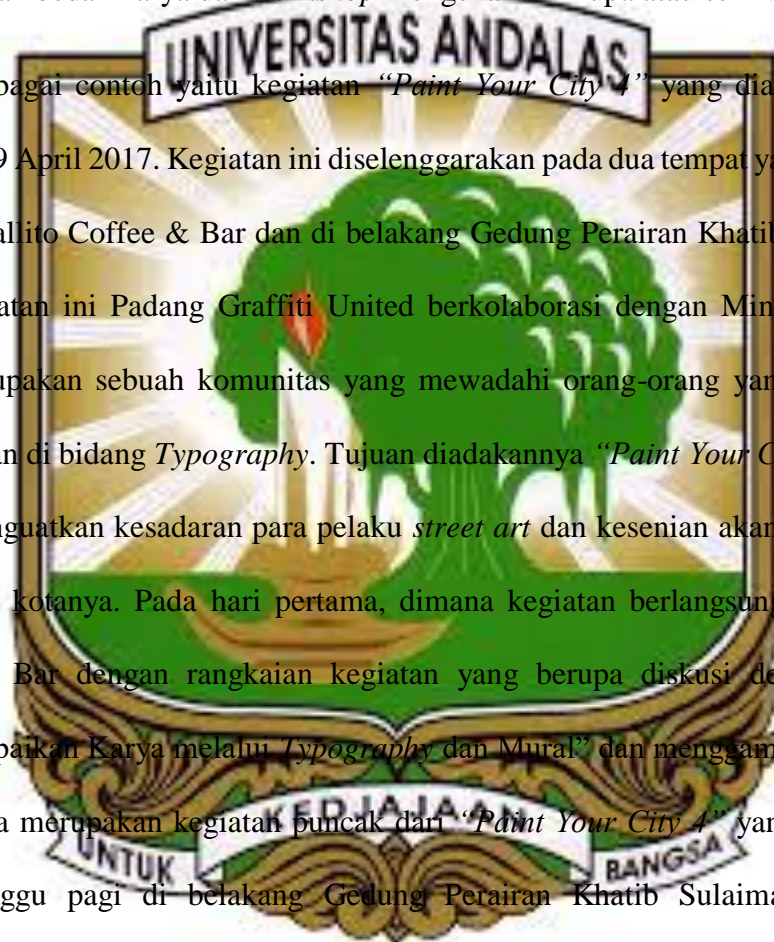 UNIVERSITAS ANDALAS
bagai contoh yaitu kegiatan “Paint Your City 4” yang dia
9 April 2017. Kegiatan ini diselenggarakan pada dua tempat ya
allito Coffee & Bar dan di belakang Gedung Perairan Khatib
atan ini Padang Graffiti United berkolaborasi dengan Min
upakan sebuah komunitas yang mewadahi orang-orang yan
an di bidang Typography. Tujuan diadakannya “Paint Your C
nguatkan kesadaran para pelaku street art dan kesenian akan
kotanya. Pada hari pertama, dimana kegiatan berlangsung
Bar dengan rangkaian kegiatan yang berupa diskusi de
paikan Karya melalui Typography dan Mural” dan menggam
a merupakan kegiatan puncak dari “Paint Your City 4” yan
ggu pagi di belakang Gedung Perairan Khatib Sulaima
UNTUK KEDJAJAAN BANGSA